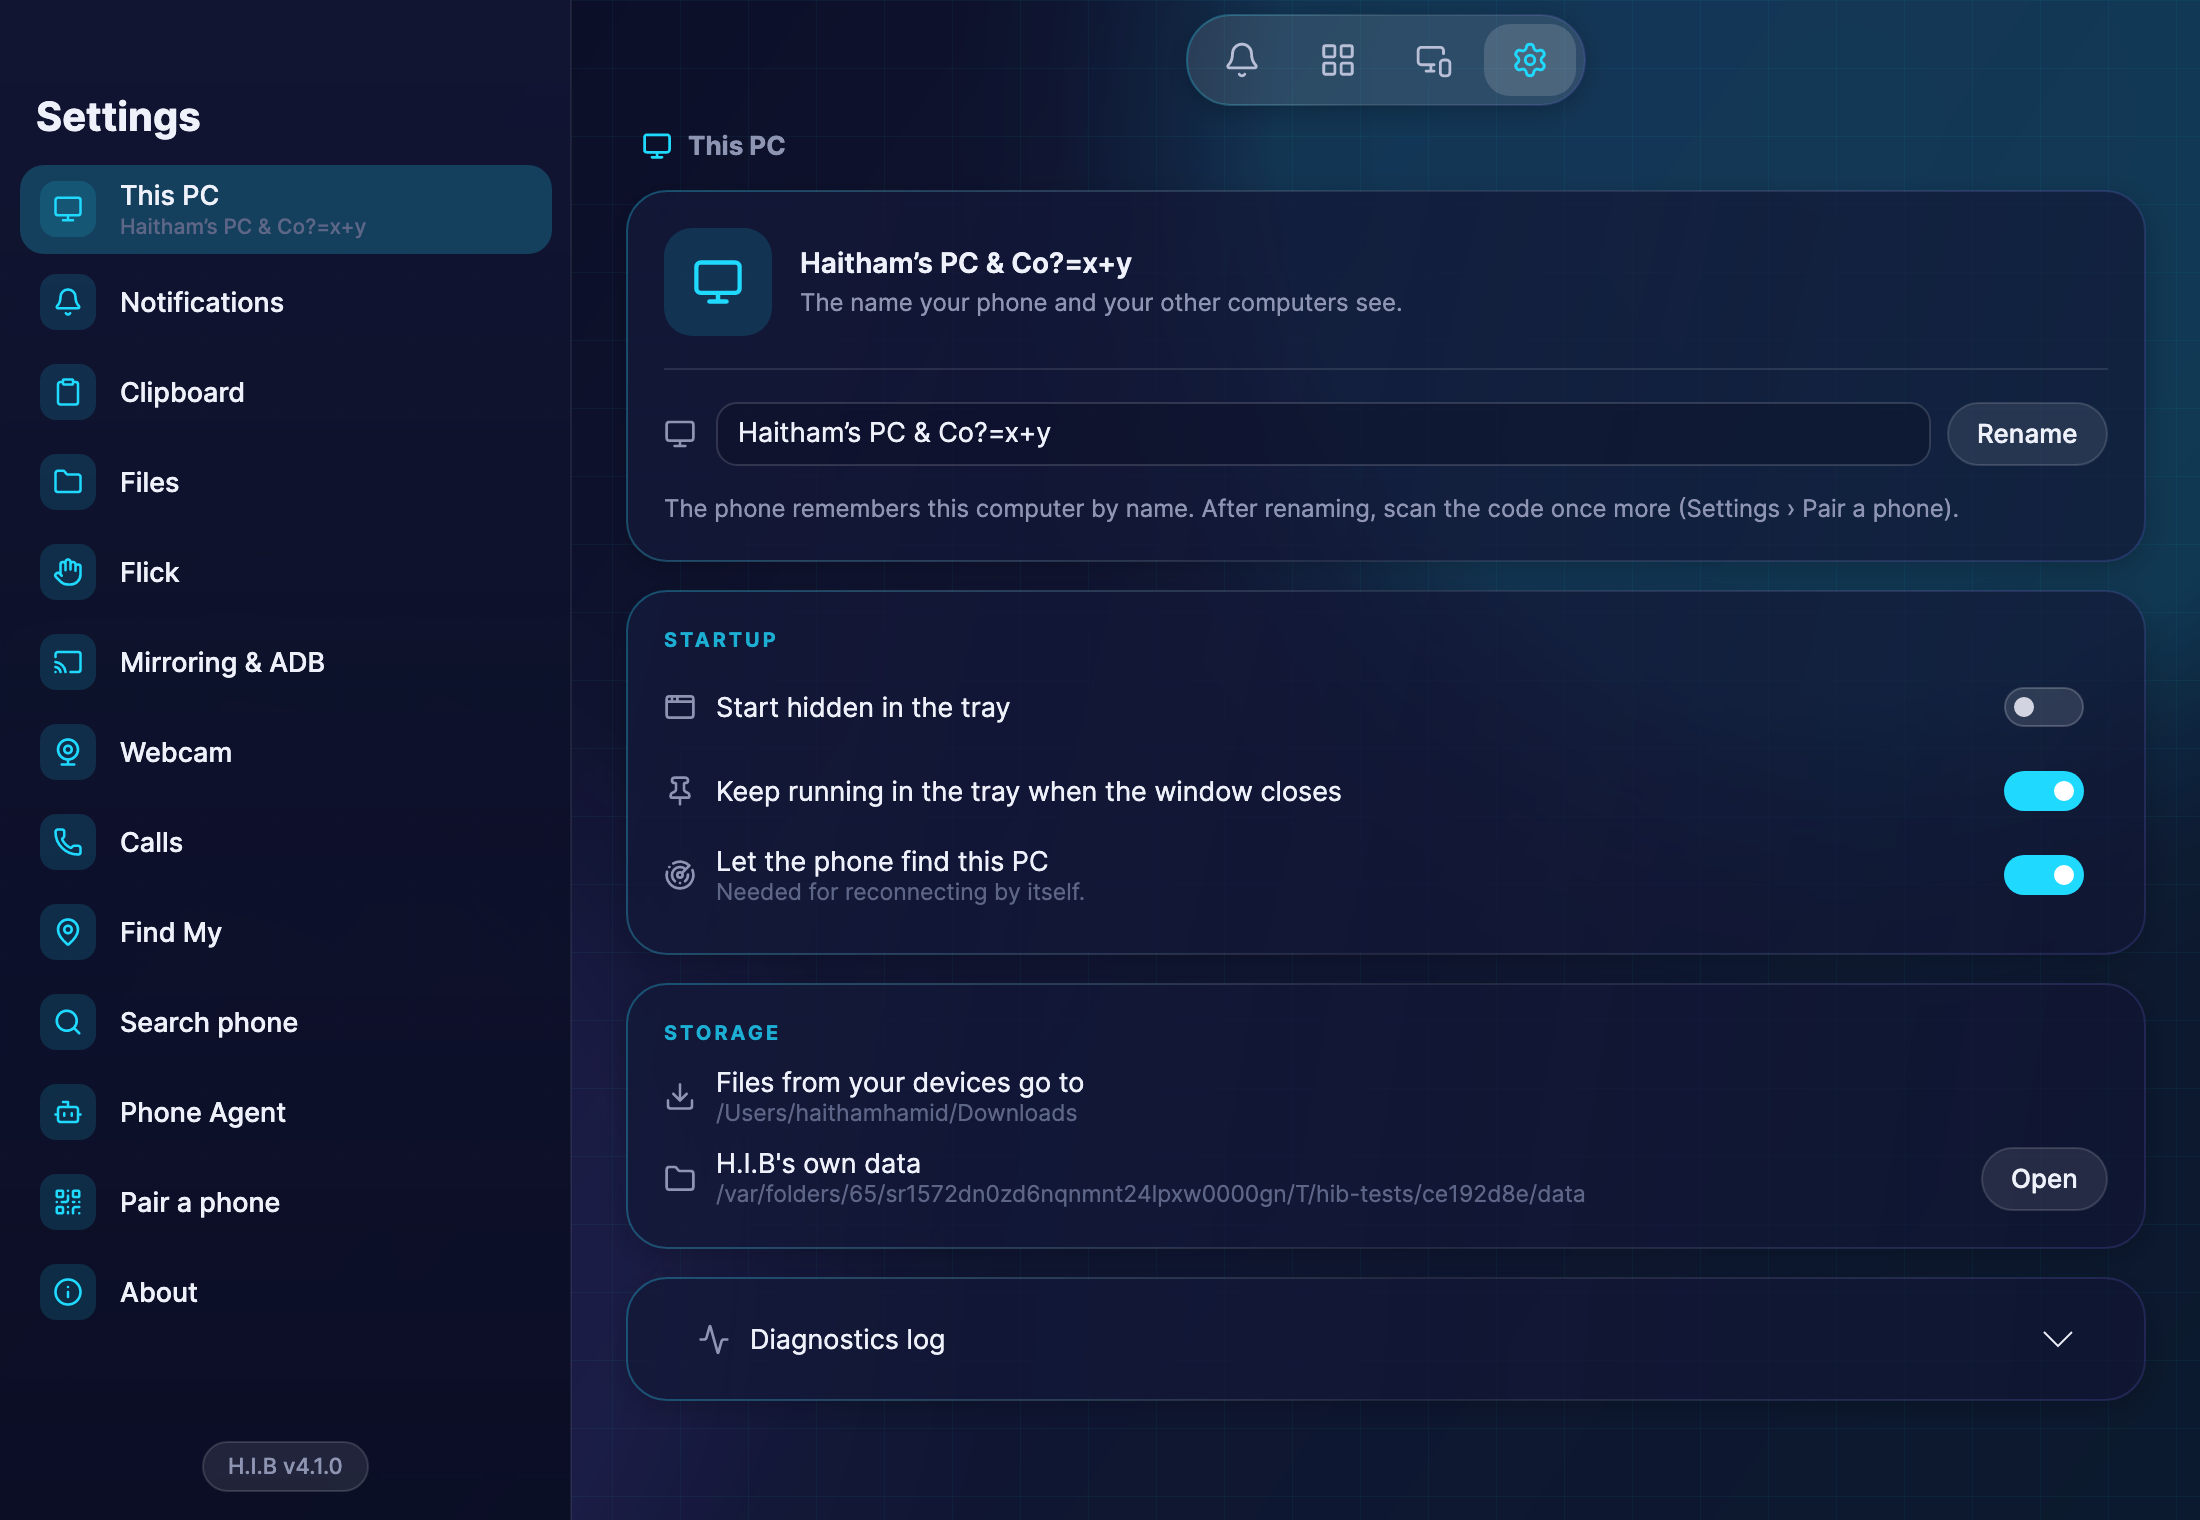 Settings
This PC
Haitham’s PC & Co?=x+y
Notifications
Clipboard
Files
Flick
Mirroring & ADB
Webcam
Calls
Find My
Search phone
Phone Agent
Pair a phone
About
H.I.B v4.1.0
This PC
Haitham’s PC & Co?=x+y
The name your phone and your other computers see.
Haitham’s PC & Co?=x+y
Rename
The phone remembers this computer by name. After renaming, scan the code once more (Settings › Pair a phone).
STARTUP
Start hidden in the tray
Keep running in the tray when the window closes
Let the phone find this PC
Needed for reconnecting by itself.
STORAGE
Files from your devices go to
/Users/haithamhamid/Downloads
H.I.B's own data
/var/folders/65/sr1572dn0zd6nqnmnt24lpxw0000gn/T/hib-tests/ce192d8e/data
Open
Diagnostics log